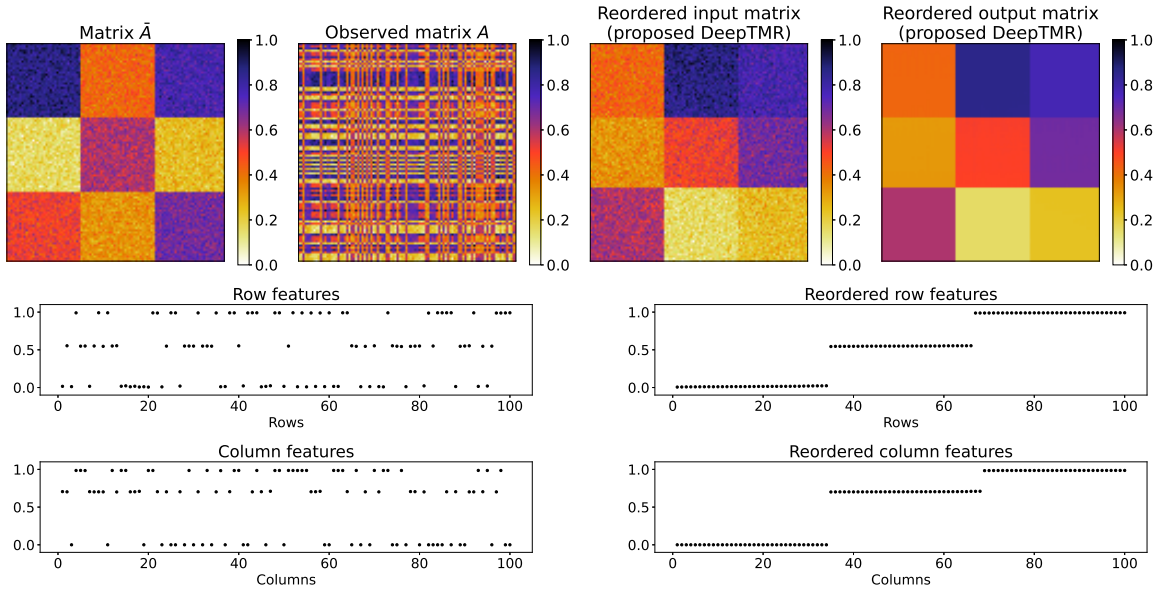 Matrix Ā
Observed matrix A
Reordered input matrix
(proposed DeepTMR)
Reordered output matrix
(proposed DeepTMR)
1.0
0.8
0.6
0.4
0.2
0.0
1.0
0.8
0.6
0.4
0.2
0.0
1.0
0.8
0.6
0.4
0.2
0.0
1.0
0.8
0.6
0.4
0.2
0.0
Row features
1.0
0.5
0.0
0 20 40 60 80 100
Rows
Reordered row features
1.0
0.5
0.0
0 20 40 60 80 100
Rows
Column features
1.0
0.5
0.0
0 20 40 60 80 100
Columns
Reordered column features
1.0
0.5
0.0
0 20 40 60 80 100
Columns